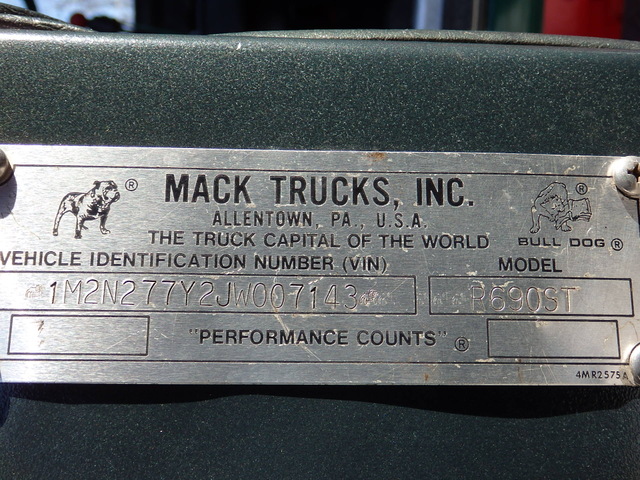 MACK TRUCKS, INC.
ALLENTOWN, PA., U.S.A.
THE TRUCK CAPITAL OF THE WORLD
BULL DOG ®
VEHICLE IDENTIFICATION NUMBER (VIN)
MODEL
1M2N277Y2JW007143
R690ST
"PERFORMANCE COUNTS" ®
4MR2575A